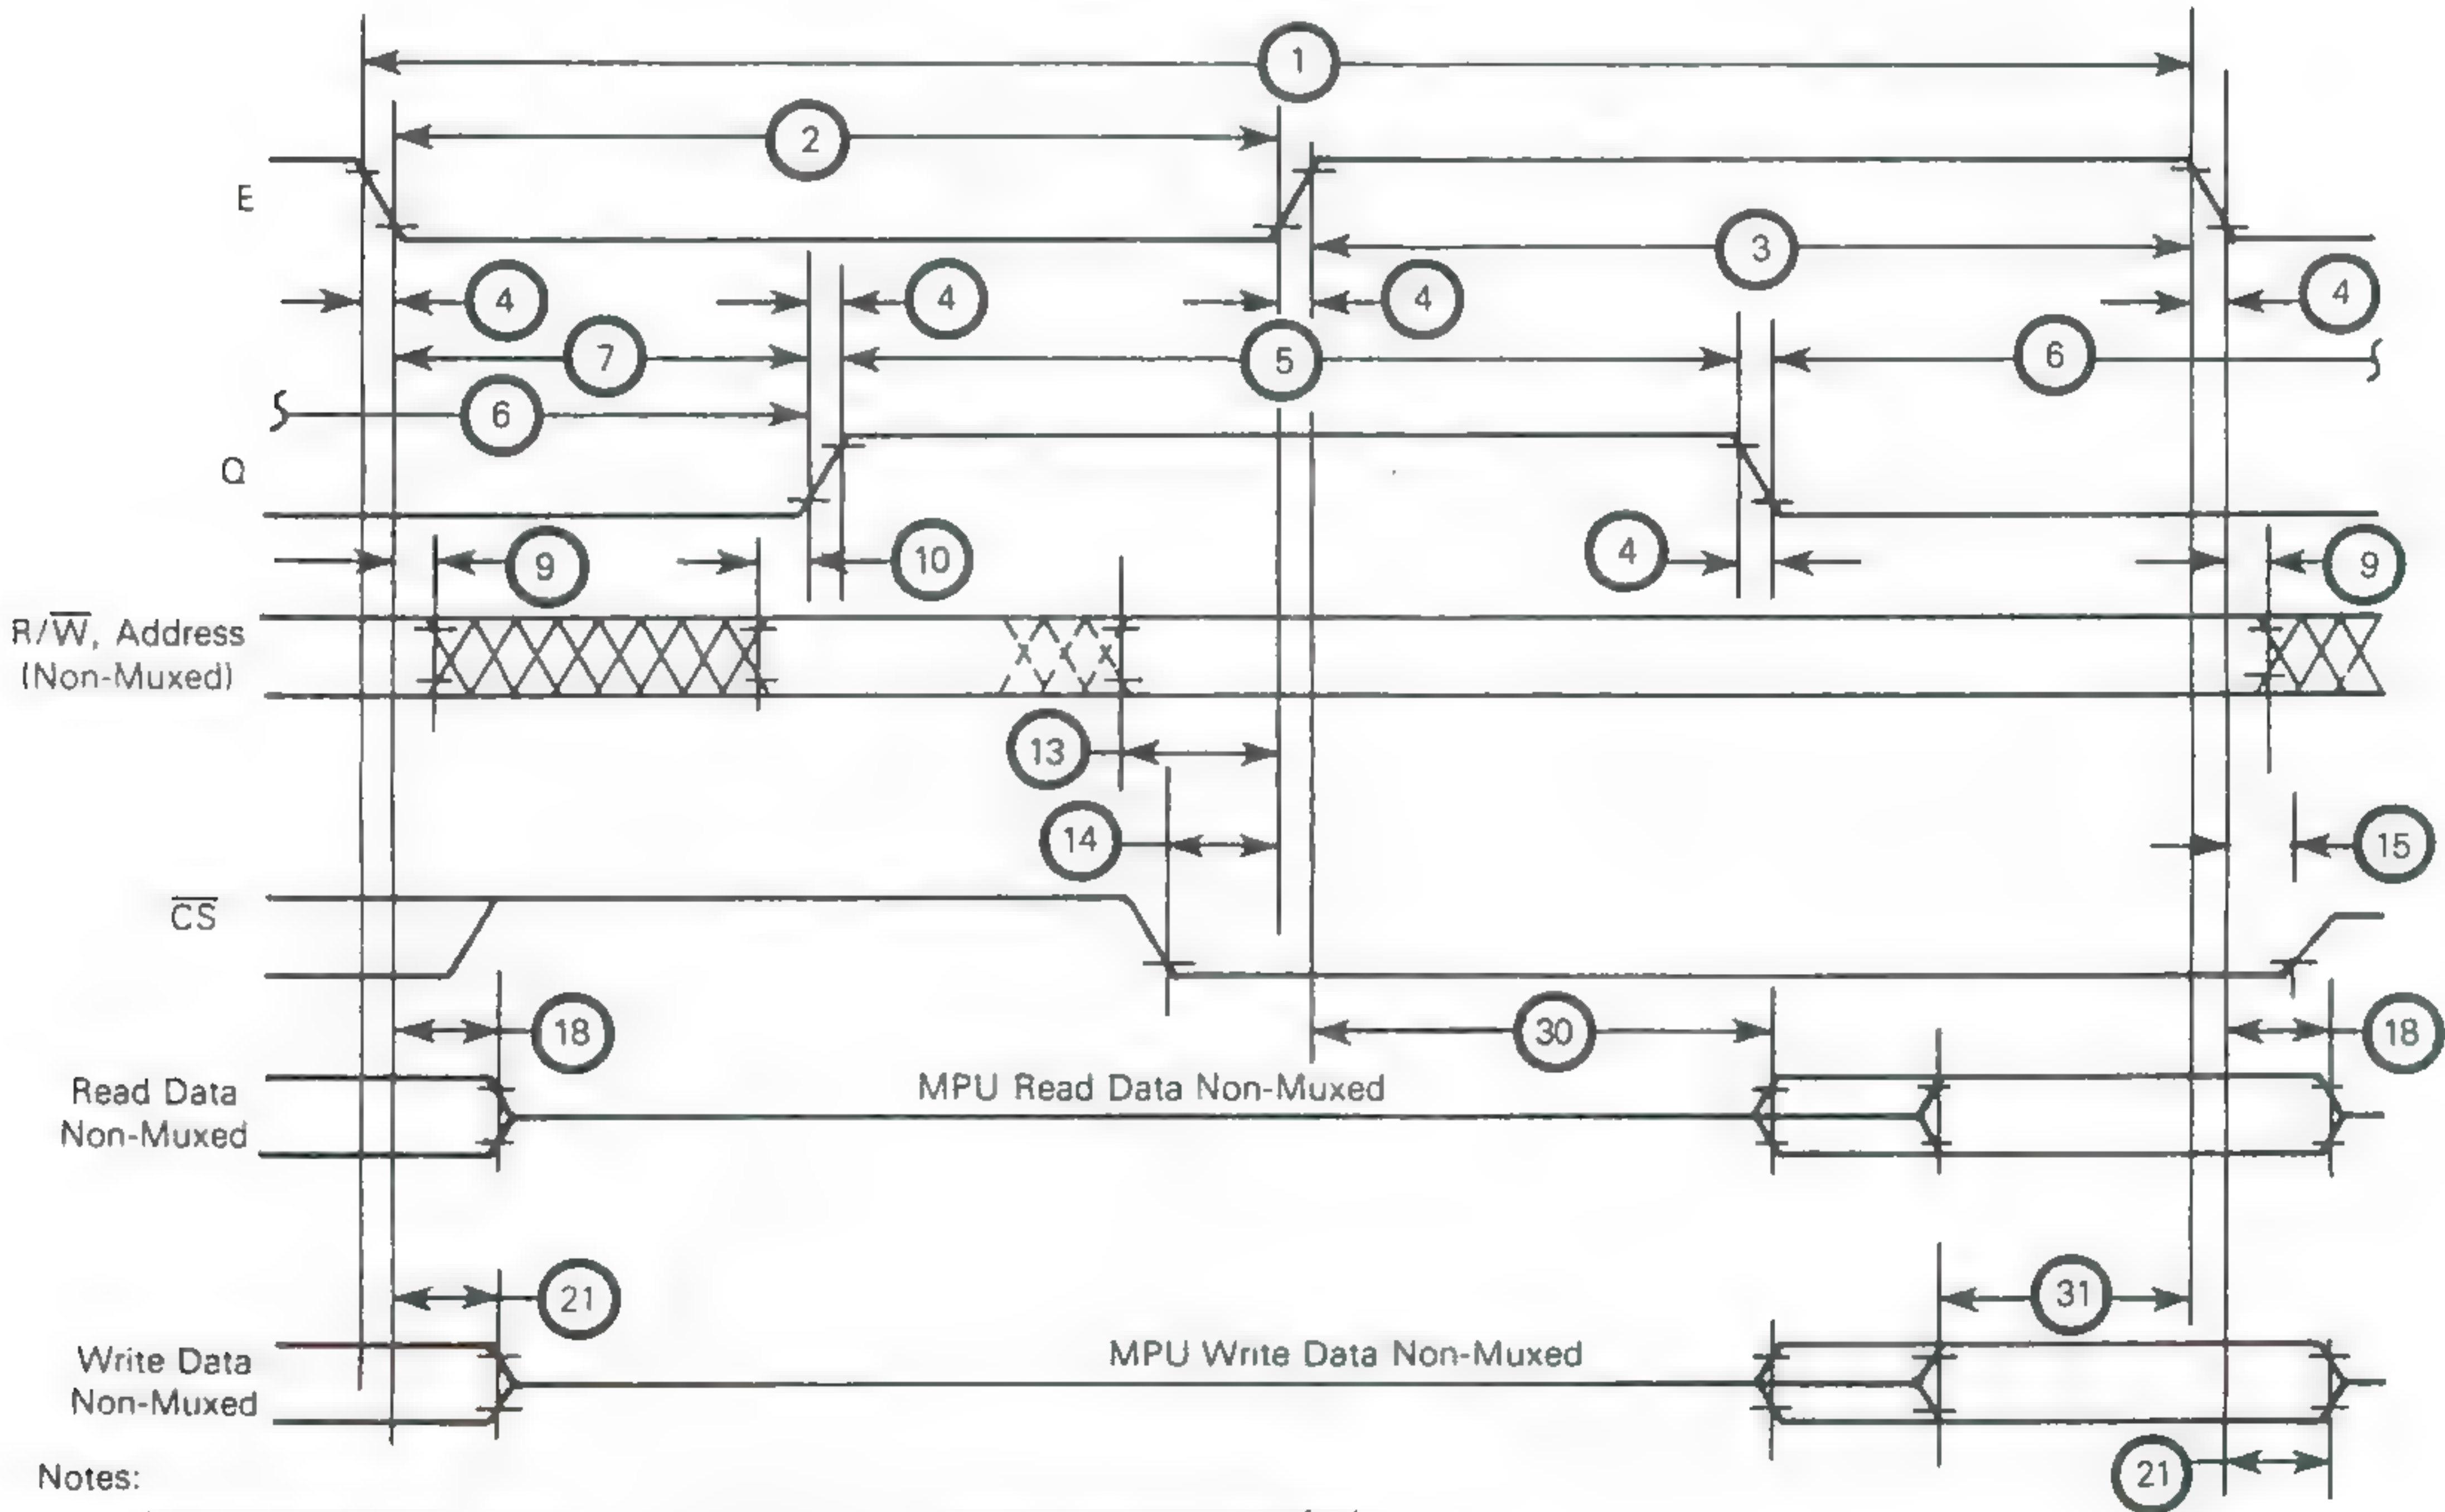 1
2
E
3
4
4
4
4
7
5
6
6
Q
9
10
4
9
R/W̅, Address
(Non-Muxed)
13
14
15
C̅S̅
18
30
18
Read Data
Non-Muxed
MPU Read Data Non-Muxed
21
31
Write Data
Non-Muxed
MPU Write Data Non-Muxed
21
Notes: